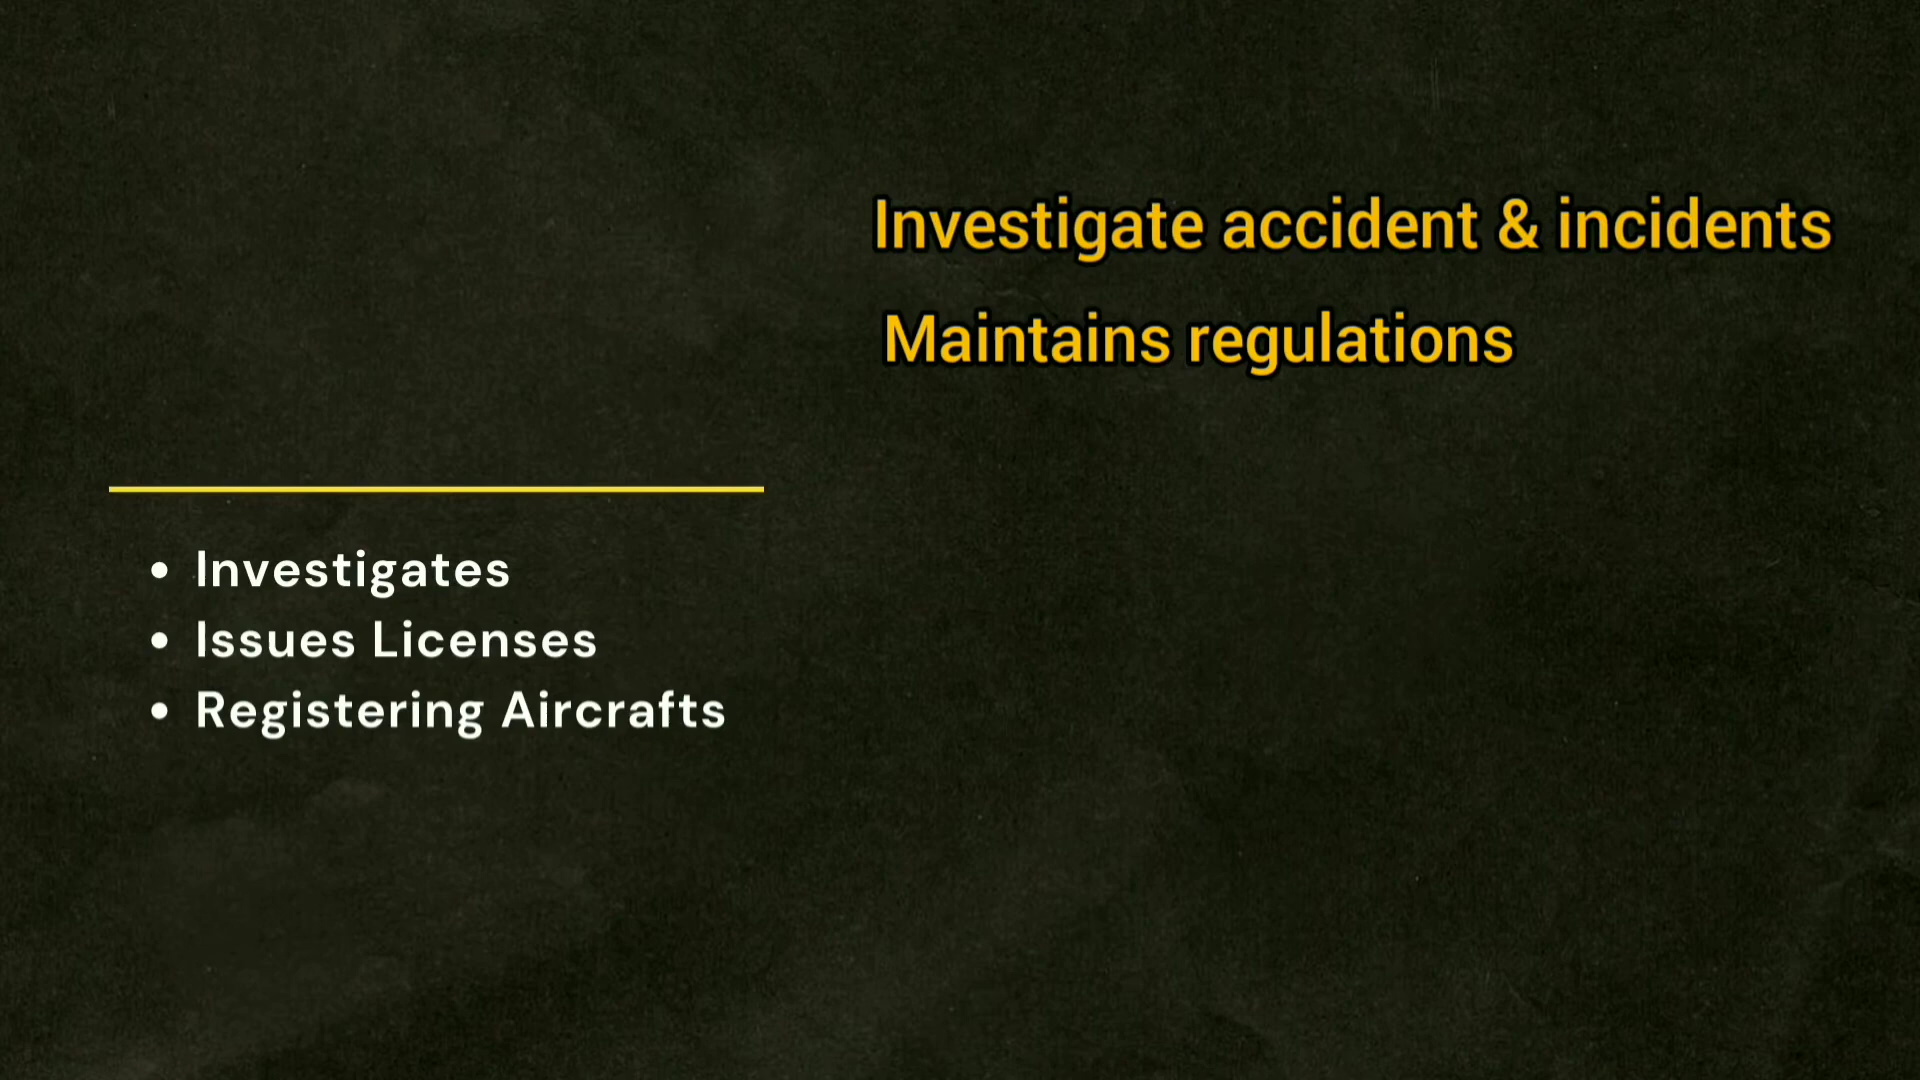 Investigate accident & incidents
Maintains regulations
• Investigates
• Issues Licenses
• Registering Aircrafts